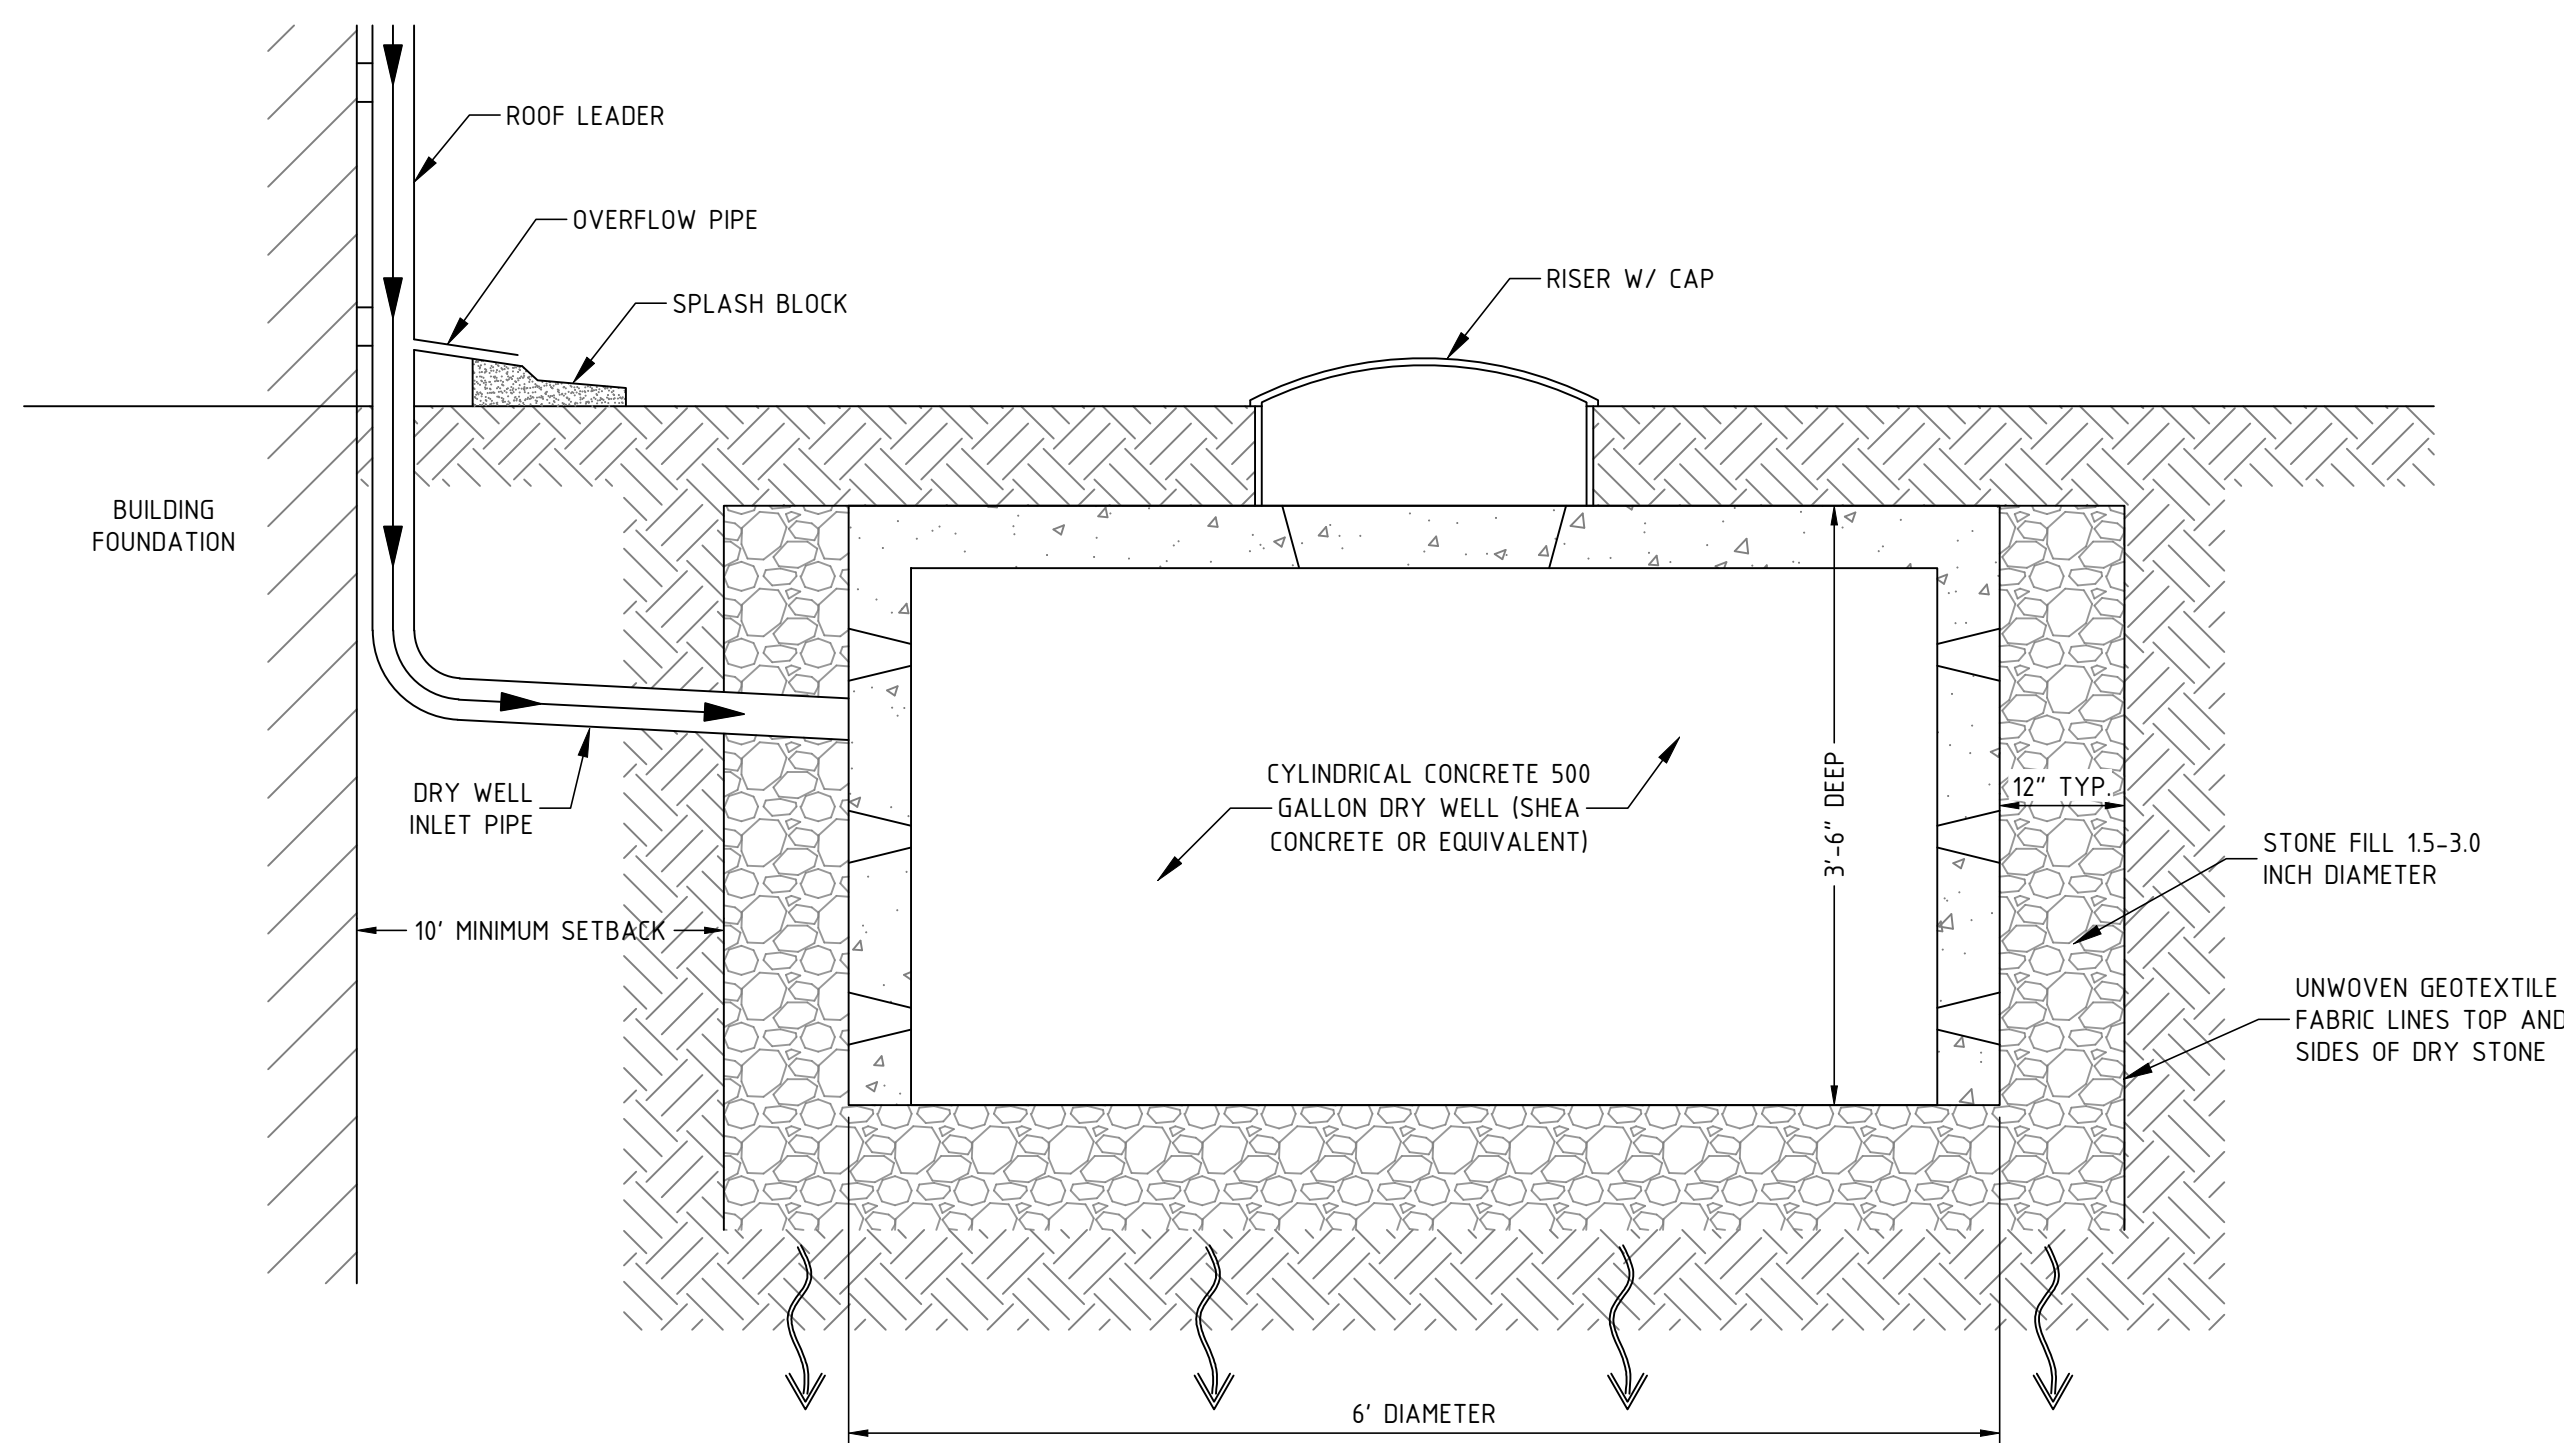 ROOF LEADER
OVERFLOW PIPE
SPLASH BLOCK
RISER W/ CAP
BUILDING
FOUNDATION
DRY WELL
INLET PIPE
CYLINDRICAL CONCRETE 500
GALLON DRY WELL (SHEA
CONCRETE OR EQUIVALENT)
3'-6" DEEP
12" TYP.
STONE FILL 1.5-3.0
INCH DIAMETER
10' MINIMUM SETBACK
UNWOVEN GEOTEXTILE
FABRIC LINES TOP AND
SIDES OF DRY STONE
6' DIAMETER